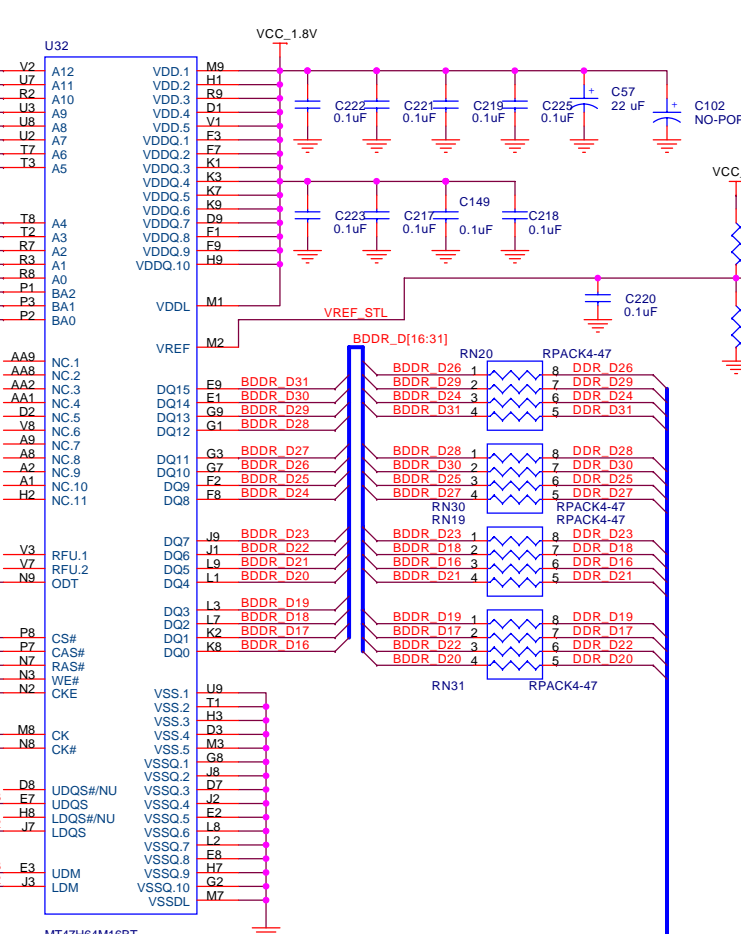 VCC_1.8V
U32
V2 A12 VDD.1 M9
U7 A11 VDD.2 H1
R2 A10 VDD.3 R9
U3 A9 VDD.4 D1
U8 A8 VDD.5 V1
U2 A7 VDDQ.1 E3
T7 A6 VDDQ.2 F7
T3 A5 VDDQ.3 K1
VDDQ.4 K3
VDDQ.5 K7
VDDQ.6 K9
T8 A4 VDDQ.7 D9
T2 A3 VDDQ.8 F1
R7 A2 VDDQ.9 F9
R3 A1 VDDQ.10 H9
R8 A0
P1 BA2
P3 BA1 VDDL M1
P2 BA0
VREF M2
C222 0.1uF
C221 0.1uF
C219 0.1uF
C225 0.1uF
+ C57 22 uF
+ C102
C223 0.1uF
C217 0.1uF
C149 0.1uF
C218 0.1uF
C220 0.1uF
VREF_STL
BDDR_D[16:31]
AA9 NC.1
AA8 NC.2
AA2 NC.3
AA1 NC.4
D2 NC.5
V8 NC.6
A9 NC.7
A8 NC.8
A2 NC.9
A1 NC.10
H2 NC.11
DQ15 E9 BDDR_D31
DQ14 E1 BDDR_D30
DQ13 G9 BDDR_D29
DQ12 G1 BDDR_D28
DQ11 G3 BDDR_D27
DQ10 G7 BDDR_D26
DQ9 F2 BDDR_D25
DQ8 F8 BDDR_D24
DQ7 J9 BDDR_D23
DQ6 J1 BDDR_D22
DQ5 L9 BDDR_D21
DQ4 L1 BDDR_D20
DQ3 L3 BDDR_D19
DQ2 L7 BDDR_D18
DQ1 K2 BDDR_D17
DQ0 K8 BDDR_D16
V3 RFU.1
V7 RFU.2
N9 ODT
P8 CS#
P7 CAS#
N7 RAS#
N3 WE#
N2 CKE
M8 CK
N8 CK#
D8 UDQS#/NU
E7 UDQS
H8 LDQS#/NU
J7 LDQS
E3 UDM
J3 LDM
VSS.1 U9
VSS.2 T1
VSS.3 H3
VSS.4 D3
VSS.5 M3
VSSQ.1 G8
VSSQ.2 J8
VSSQ.3 D7
VSSQ.4 J2
VSSQ.5 E2
VSSQ.6 L8
VSSQ.7 L2
VSSQ.8 E8
VSSQ.9 H7
VSSQ.10 G2
VSSDL M7
RN20 RPACK4-47
BDDR_D26 1 8 DDR_D26
BDDR_D29 2 7 DDR_D29
BDDR_D24 3 6 DDR_D24
BDDR_D31 4 5 DDR_D31
BDDR_D28 1 8 DDR_D28
BDDR_D30 2 7 DDR_D30
BDDR_D25 3 6 DDR_D25
BDDR_D27 4 5 DDR_D27
RN30 RPACK4-47
RN19 RPACK4-47
BDDR_D23 1 8 DDR_D23
BDDR_D18 2 7 DDR_D18
BDDR_D16 3 6 DDR_D16
BDDR_D21 4 5 DDR_D21
BDDR_D19 1 8 DDR_D19
BDDR_D17 2 7 DDR_D17
BDDR_D22 3 6 DDR_D22
BDDR_D20 4 5 DDR_D20
RN31 RPACK4-47